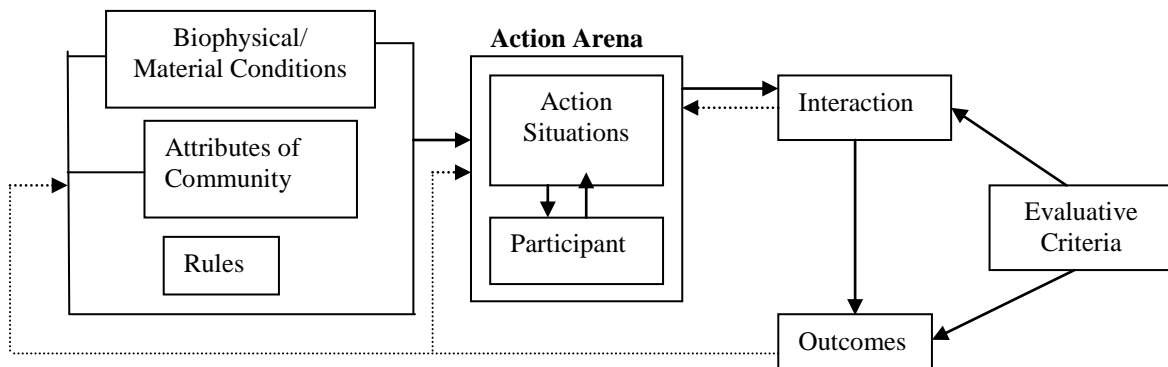 Biophysical/
Material Conditions
Attributes of
Community
Rules
Action Arena
Action
Situations
Participant
Interaction
Evaluative
Criteria
Outcomes